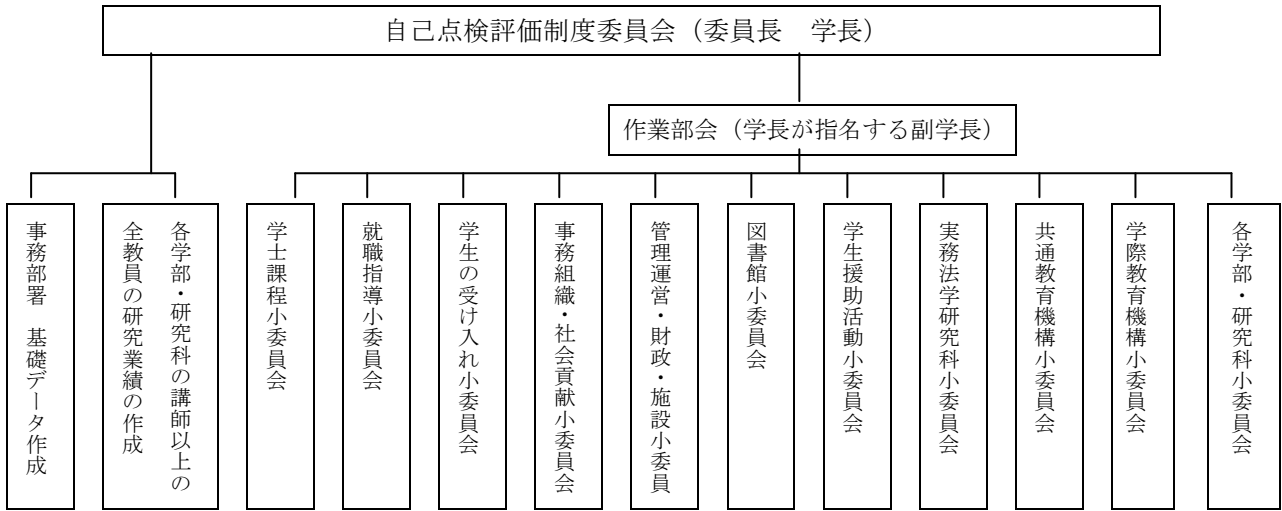 自己点検評価制度委員会（委員長　学長）
作業部会（学長が指名する副学長）
事務部署　基礎データ作成
各学部・研究科の講師以上の
全教員の研究業績の作成
学士課程小委員会
就職指導小委員会
学生の受け入れ小委員会
事務組織・社会貢献小委員会
管理運営・財政・施設小委員
図書館小委員会
学生援助活動小委員会
実務法学研究科小委員会
共通教育機構小委員会
学際教育機構小委員会
各学部・研究科小委員会